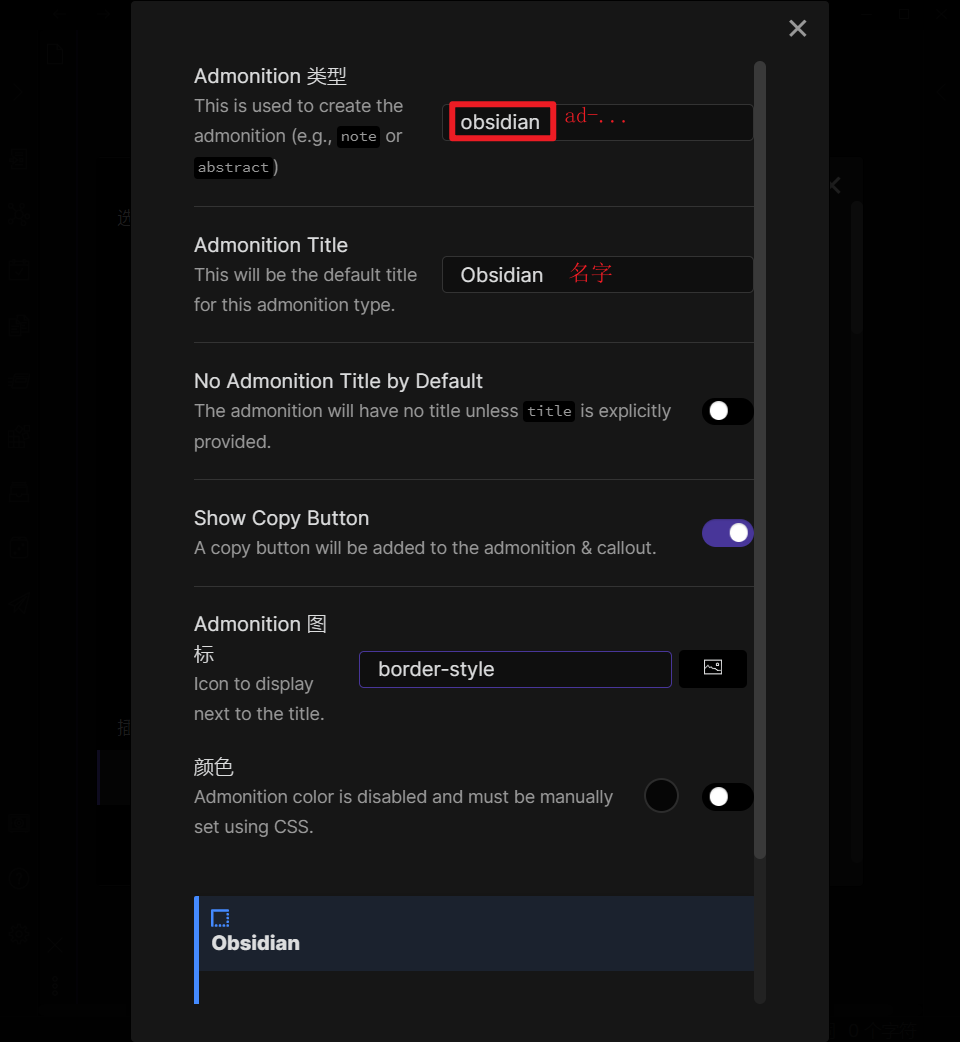 Admonition 类型
This is used to create the
admonition (e.g., note or
abstract)
obsidian ad-...
Admonition Title
This will be the default title
for this admonition type.
Obsidian 名字
No Admonition Title by Default
The admonition will have no title unless title is explicitly
provided.
Show Copy Button
A copy button will be added to the admonition & callout.
Admonition 图
标
Icon to display
next to the title.
border-style
颜色
Admonition color is disabled and must be manually
set using CSS.
Obsidian